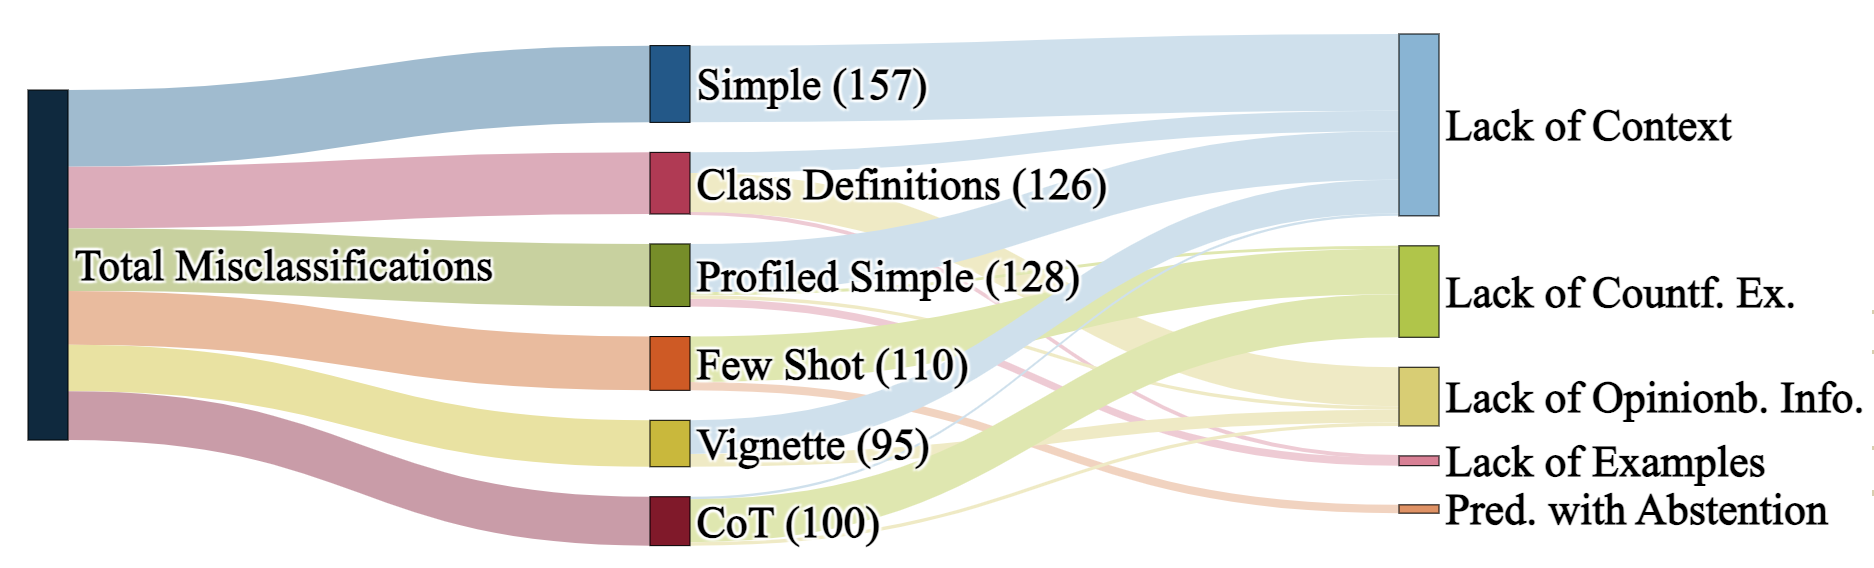 Total Misclassifications
Simple (157)
Class Definitions (126)
Profiled Simple (128)
Few Shot (110)
Vignette (95)
CoT (100)
Lack of Context
Lack of Countf. Ex.
Lack of Opinionb. Info.
Lack of Examples
Pred. with Abstention